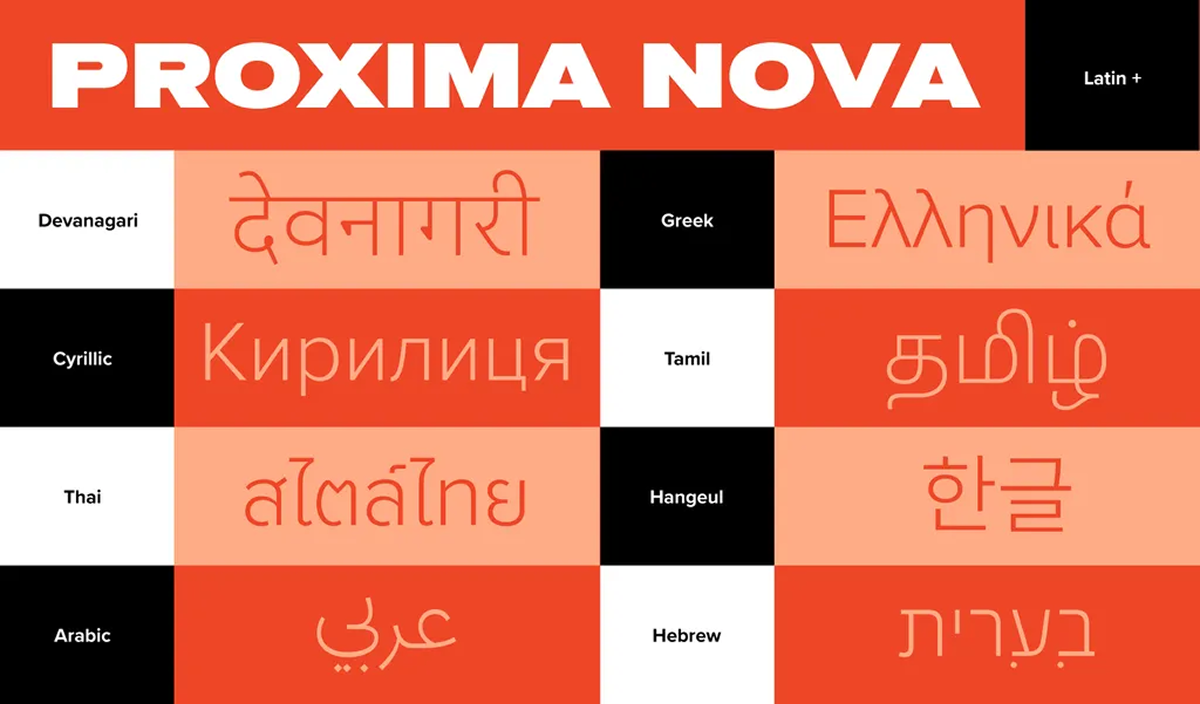 PROXIMA NOVA
Latin +
Devanagari
देवनागरी
Greek
Ελληνικά
Cyrillic
Кирилиця
Tamil
தமிழ்
Thai
สไตล์ไทย
Hangeul
한글
Arabic
عربي
Hebrew
בִעִרית